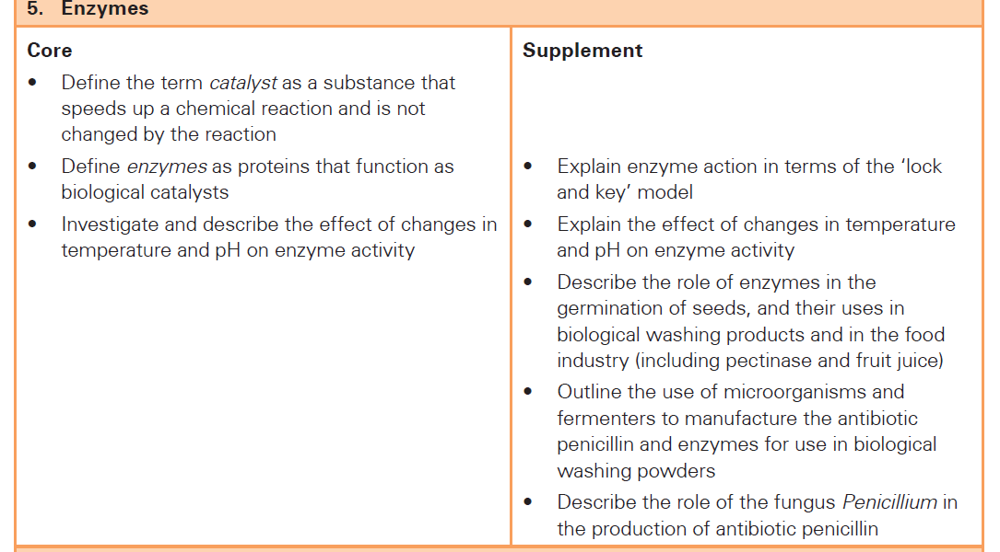 5. Enzymes
Core
• Define the term catalyst as a substance that
speeds up a chemical reaction and is not
changed by the reaction
• Define enzymes as proteins that function as
biological catalysts
• Investigate and describe the effect of changes in
temperature and pH on enzyme activity
Supplement
• Explain enzyme action in terms of the ‘lock
and key’ model
• Explain the effect of changes in temperature
and pH on enzyme activity
• Describe the role of enzymes in the
germination of seeds, and their uses in
biological washing products and in the food
industry (including pectinase and fruit juice)
• Outline the use of microorganisms and
fermenters to manufacture the antibiotic
penicillin and enzymes for use in biological
washing powders
• Describe the role of the fungus Penicillium in
the production of antibiotic penicillin